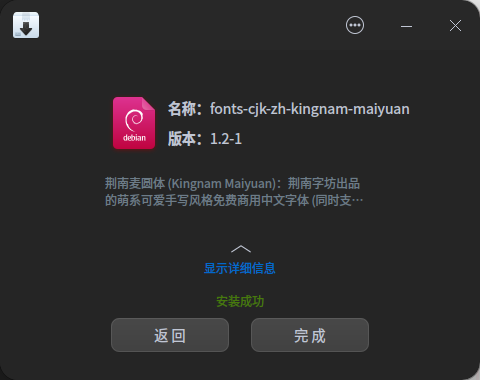 debian
名称：fonts-cjk-zh-kingnam-maiyuan
版本：1.2-1
荆南麦圆体 (Kingnam Maiyuan)：荆南字坊出品
的萌系可爱手写风格免费商用中文字体 (同时支…
显示详细信息
安装成功
返回
完成